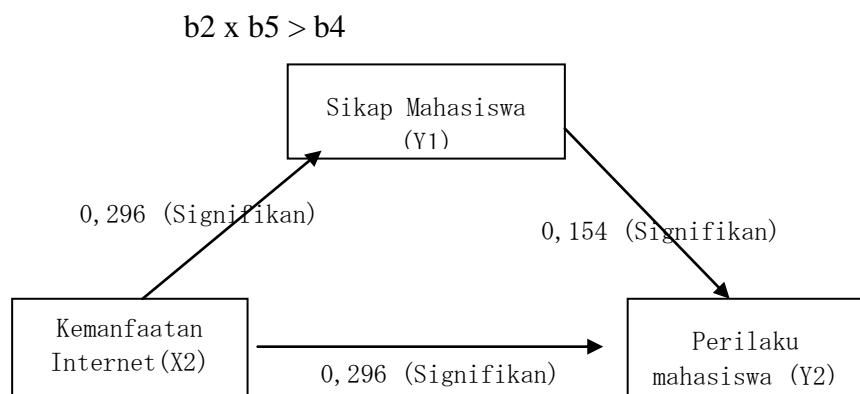 b2 x b5 > b4
Sikap Mahasiswa
(Y1)
0,296 (Signifikan)
0,154 (Signifikan)
Kemanfaatan
Internet(X2)
0,296 (Signifikan)
Perilaku
mahasiswa (Y2)